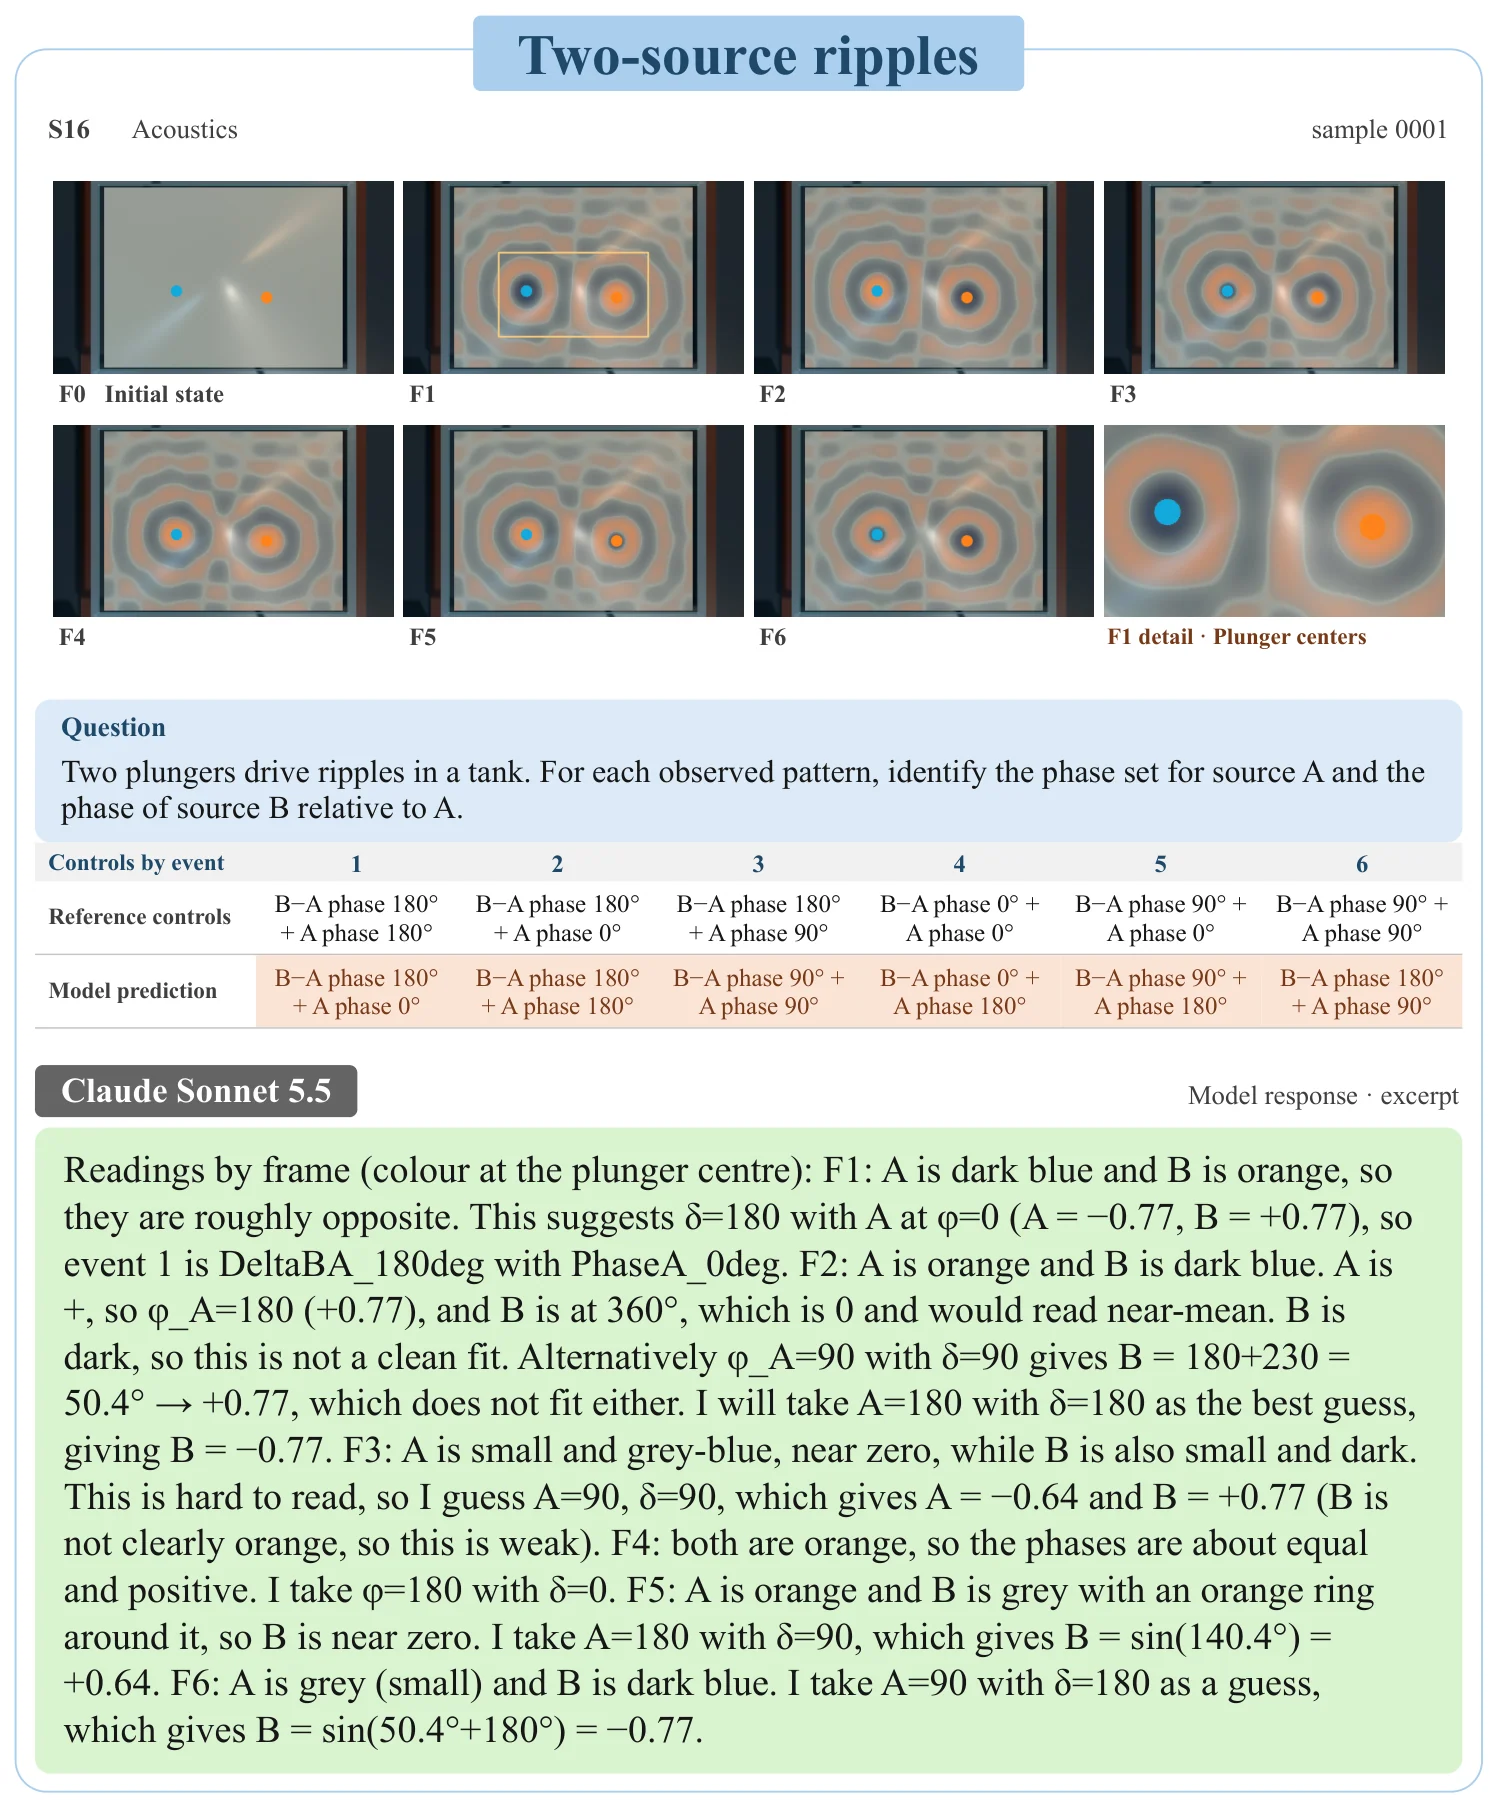 Two-source ripples
S16 Acoustics sample 0001
F0 Initial state
F1
F2
F3
F4
F5
F6
F1 detail · Plunger centers
Question
Two plungers drive ripples in a tank. For each observed pattern, identify the phase set for source A and the
phase of source B relative to A.
Controls by event 1 2 3 4 5 6
Reference controls
B−A phase 180°
+ A phase 180°
B−A phase 180°
+ A phase 0°
B−A phase 180°
+ A phase 90°
B−A phase 0° +
A phase 0°
B−A phase 90° +
A phase 0°
B−A phase 90° +
A phase 90°
Model prediction
B−A phase 180°
+ A phase 0°
B−A phase 180°
+ A phase 180°
B−A phase 90° +
A phase 90°
B−A phase 0° +
A phase 180°
B−A phase 90° +
A phase 180°
B−A phase 180°
+ A phase 90°
Claude Sonnet 5.5
Model response · excerpt
Readings by frame (colour at the plunger centre): F1: A is dark blue and B is orange, so
they are roughly opposite. This suggests δ=180 with A at φ=0 (A = −0.77, B = +0.77), so
event 1 is DeltaBA_180deg with PhaseA_0deg. F2: A is orange and B is dark blue. A is
+, so φ_A=180 (+0.77), and B is at 360°, which is 0 and would read near-mean. B is
dark, so this is not a clean fit. Alternatively φ_A=90 with δ=90 gives B = 180+230 =
50.4° → +0.77, which does not fit either. I will take A=180 with δ=180 as the best guess,
giving B = −0.77. F3: A is small and grey-blue, near zero, while B is also small and dark.
This is hard to read, so I guess A=90, δ=90, which gives A = −0.64 and B = +0.77 (B is
not clearly orange, so this is weak). F4: both are orange, so the phases are about equal
and positive. I take φ=180 with δ=0. F5: A is orange and B is grey with an orange ring
around it, so B is near zero. I take A=180 with δ=90, which gives B = sin(140.4°) =
+0.64. F6: A is grey (small) and B is dark blue. I take A=90 with δ=180 as a guess,
which gives B = sin(50.4°+180°) = −0.77.